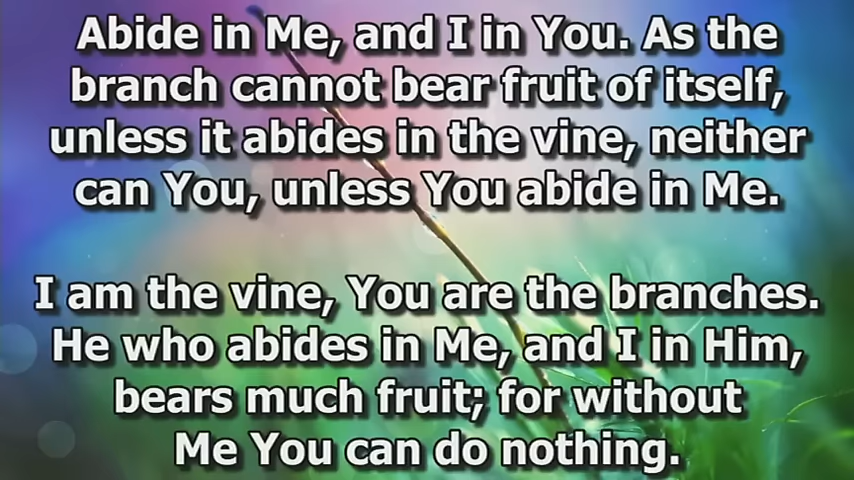 Abide in Me, and I in You. As the
branch cannot bear fruit of itself,
unless it abides in the vine, neither
can You, unless You abide in Me.
I am the vine, You are the branches.
He who abides in Me, and I in Him,
bears much fruit; for without
Me You can do nothing.